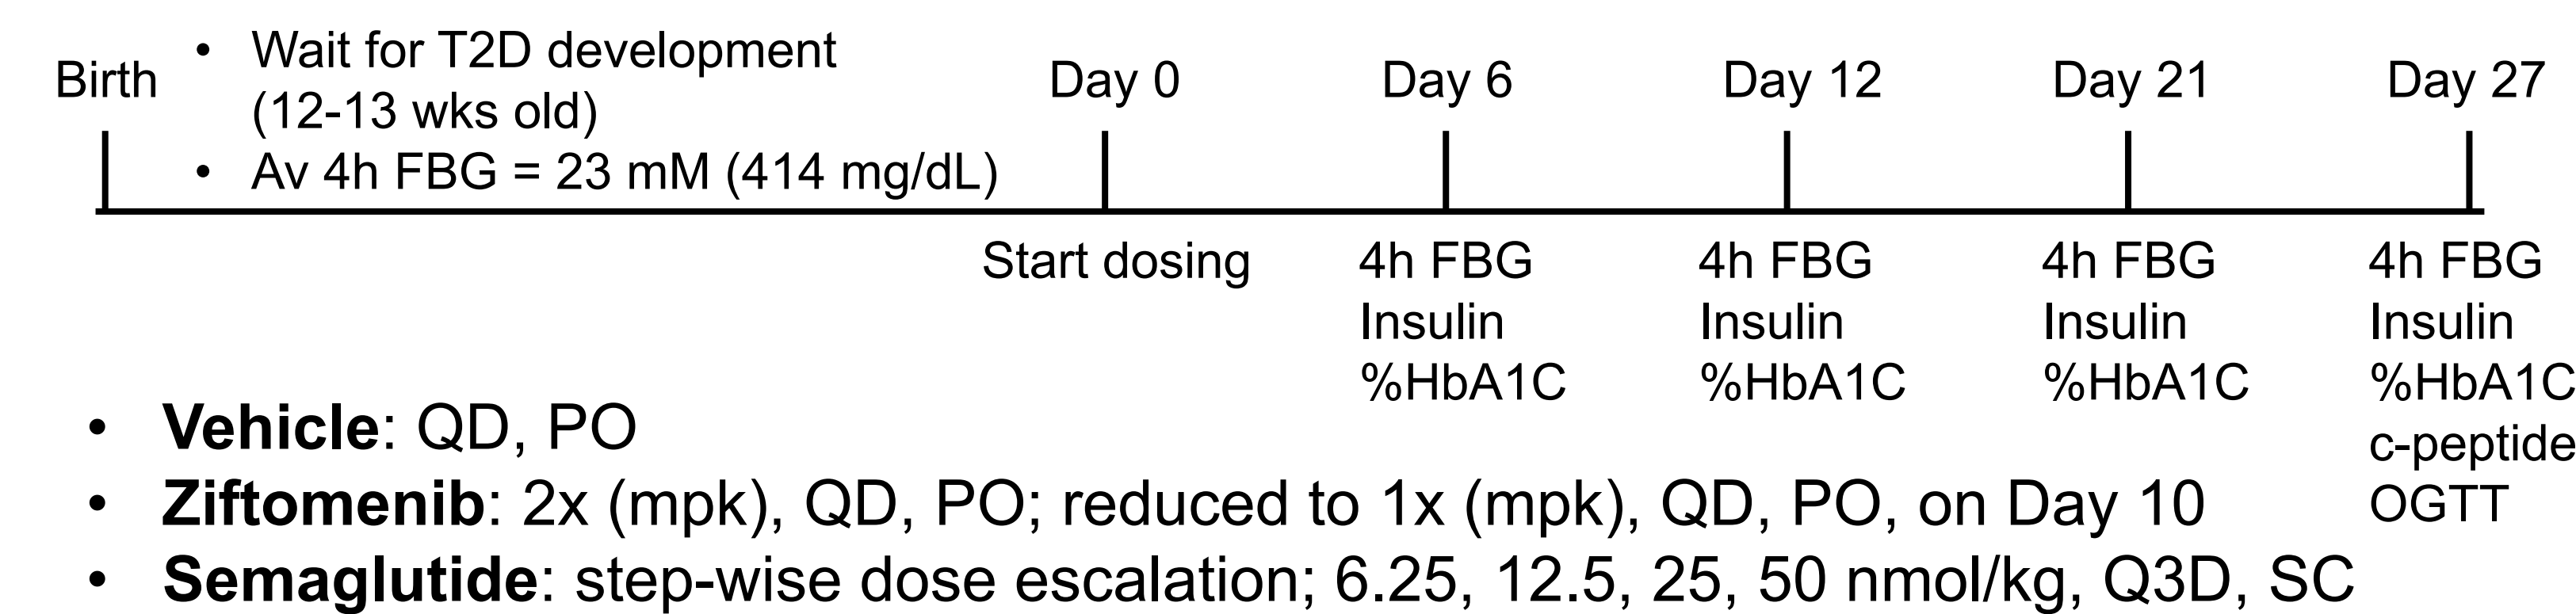 Birth
• Wait for T2D development
(12-13 wks old)
• Av 4h FBG = 23 mM (414 mg/dL)
Day 0
Day 6
Day 12
Day 21
Day 27
Start dosing
4h FBG
Insulin
%HbA1C
4h FBG
Insulin
%HbA1C
4h FBG
Insulin
%HbA1C
4h FBG
Insulin
%HbA1C
c-peptide
OGTT
• Vehicle: QD, PO
• Ziftomenib: 2x (mpk), QD, PO; reduced to 1x (mpk), QD, PO, on Day 10
• Semaglutide: step-wise dose escalation; 6.25, 12.5, 25, 50 nmol/kg, Q3D, SC